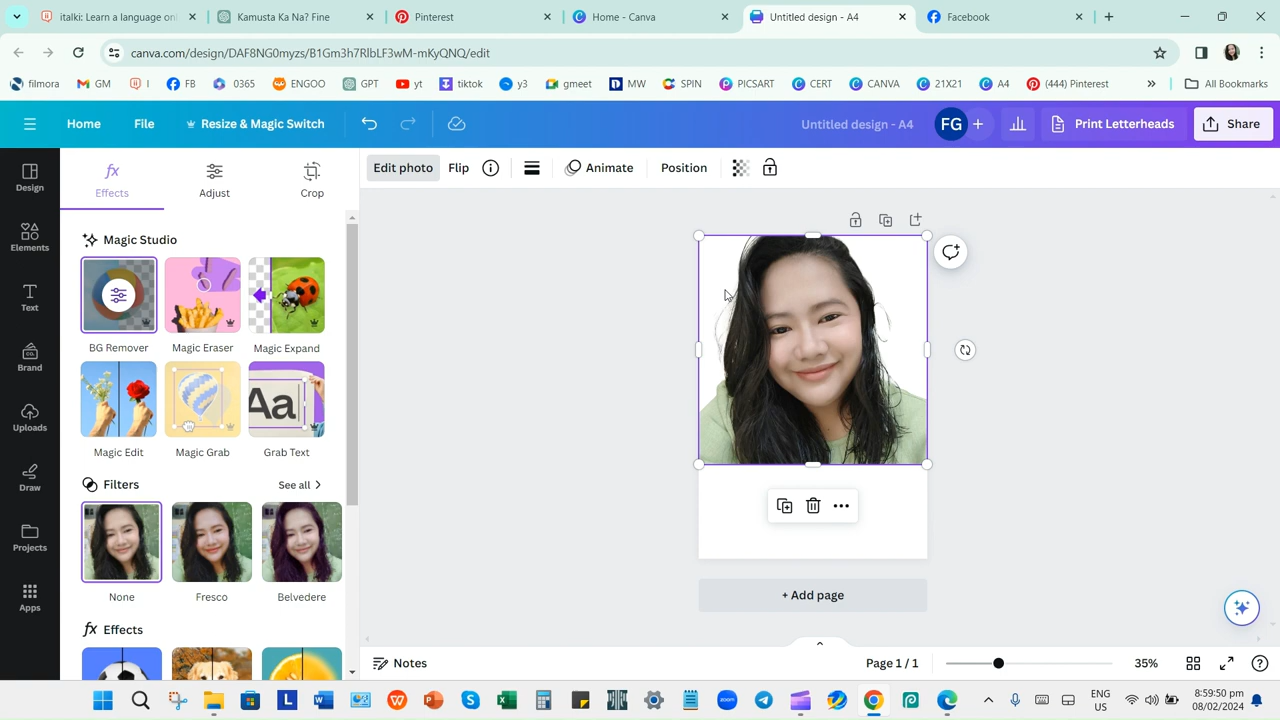 italki: Learn a language onl
Kamusta Ka Na? Fine
Pinterest
Home - Canva
Untitled design - A4
Facebook
canva.com/design/DAF8NG0myzs/B1Gm3h7RlbLF3wM-mKyQNQ/edit
filmora
GM
I
FB
0365
ENGOO
GPT
yt
tiktok
y3
gmeet
MW
SPIN
PICSART
CERT
CANVA
21X21
A4
(444) Pinterest
All Bookmarks
Home
File
Resize & Magic Switch
Untitled design - A4
FG
Print Letterheads
Share
Design
Elements
Text
Brand
Uploads
Draw
Projects
Apps
Effects
Adjust
Crop
Edit photo
Flip
Animate
Position
Magic Studio
BG Remover
Magic Eraser
Magic Expand
Aa
Magic Edit
Magic Grab
Grab Text
Filters
See all
None
Fresco
Belvedere
fx Effects
+ Add page
Notes
Page 1 / 1
35%
ENG
US
8:59:50 pm
08/02/2024